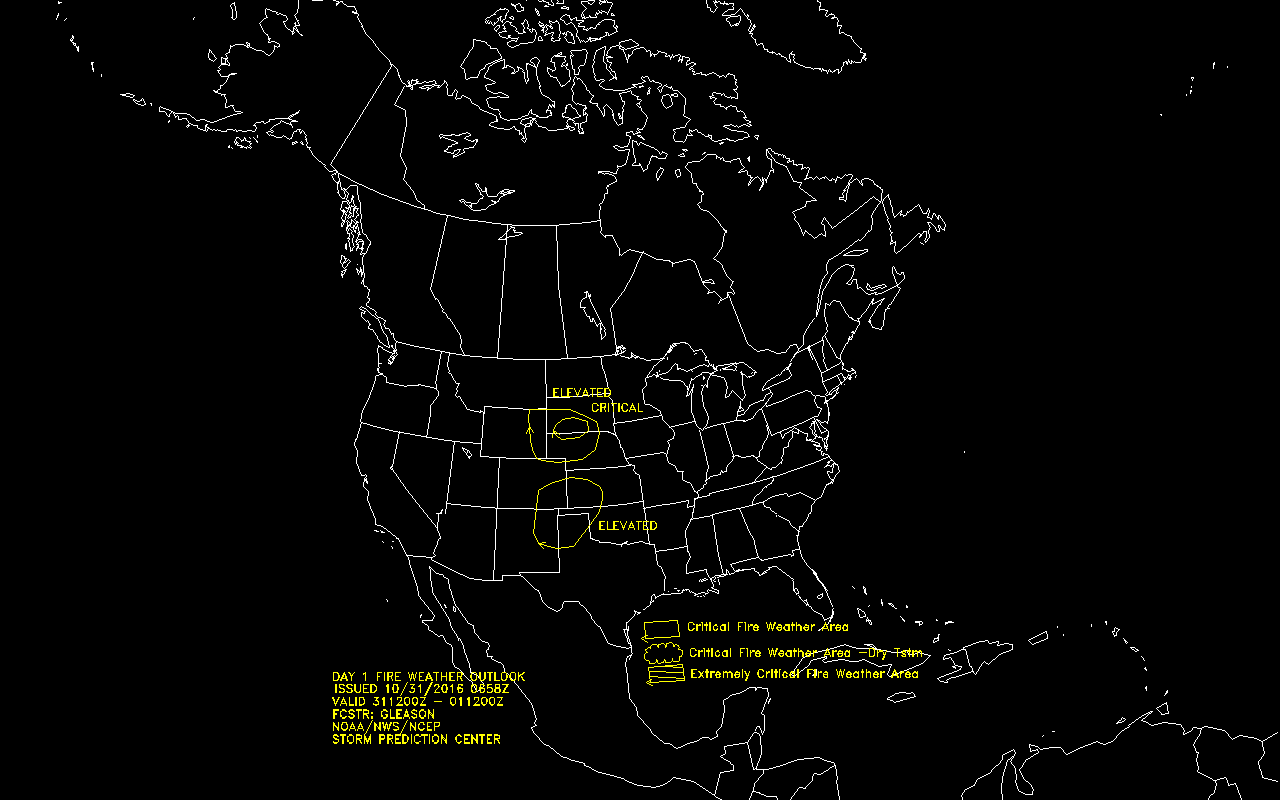 ELEVATED
CRITICAL
ELEVATED
Critical Fire Weather Area
Critical Fire Weather Area -Dry Tstm
Extremely Critical Fire Weather Area
DAY 1 FIRE WEATHER OUTLOOK
ISSUED 10/31/2016 0658Z
VALID 311200Z - 011200Z
FCSTR: GLEASON
NOAA/NWS/NCEP
STORM PREDICTION CENTER